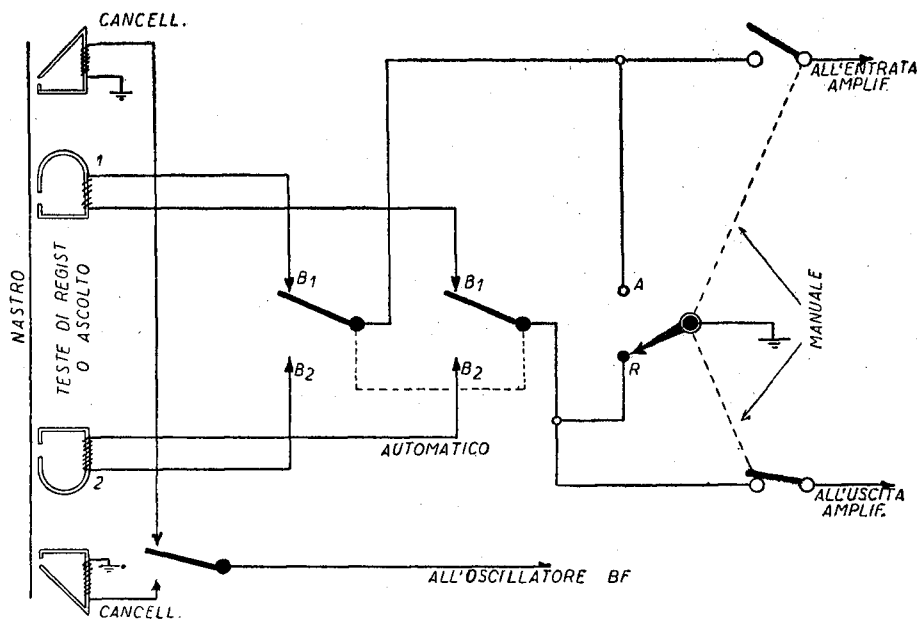 CANCELL.
ALL'ENTRATA
AMPLIF.
1
NASTRO
TESTE DI REGIST
O ASCOLTO
B1
B1
A
MANUALE
B2
B2
R
AUTOMATICO
2
ALL'USCITA
AMPLIF.
ALL'OSCILLATORE BF
CANCELL.